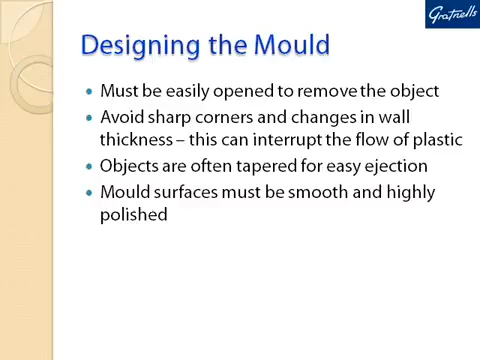 Gratnells
Designing the Mould
• Must be easily opened to remove the object
• Avoid sharp corners and changes in wall
thickness – this can interrupt the flow of plastic
• Objects are often tapered for easy ejection
• Mould surfaces must be smooth and highly
polished